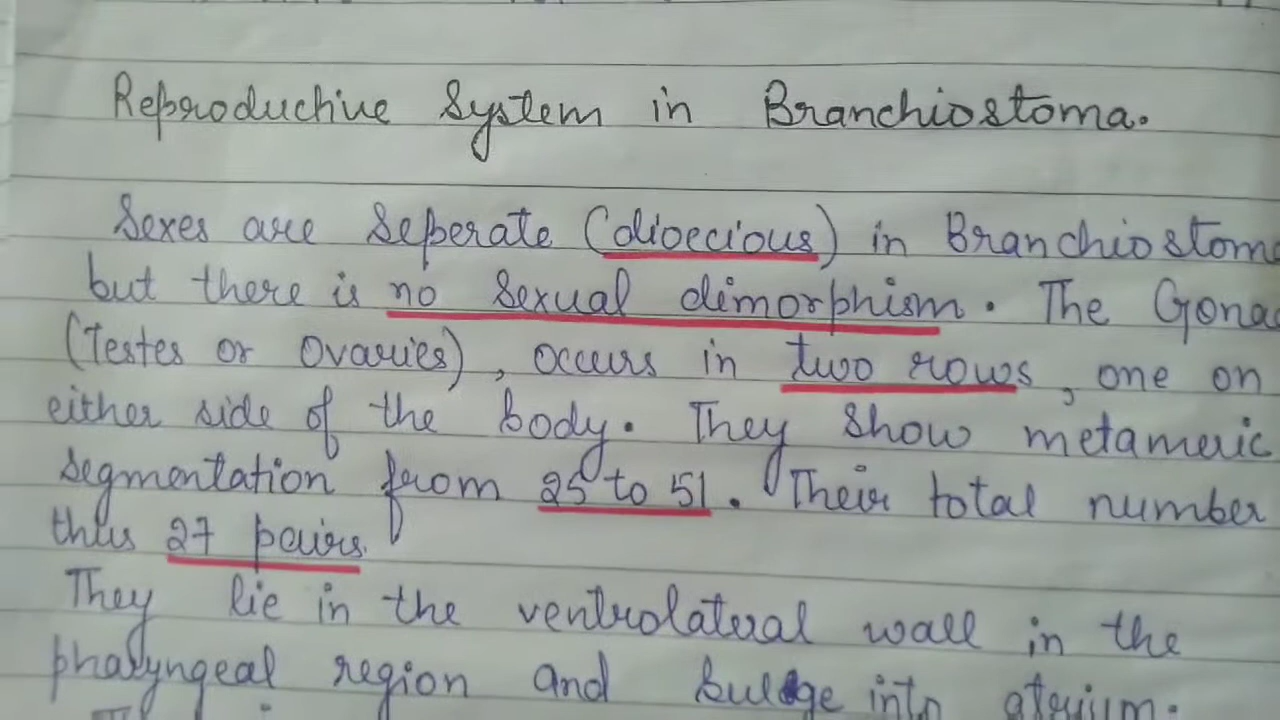 Reproductive System in Branchiostoma.
Sexes are Seperate (dioecious) in Branchiostom
but there is no sexual dimorphism. The Gona
(Testes or Ovaries), occurs in two rows, one on
either side of the body. They show metameric
segmentation from 25 to 51. Their total number
thus 27 pairs.
They lie in the ventrolateral wall in the
pharyngeal region and bulge into atrium.